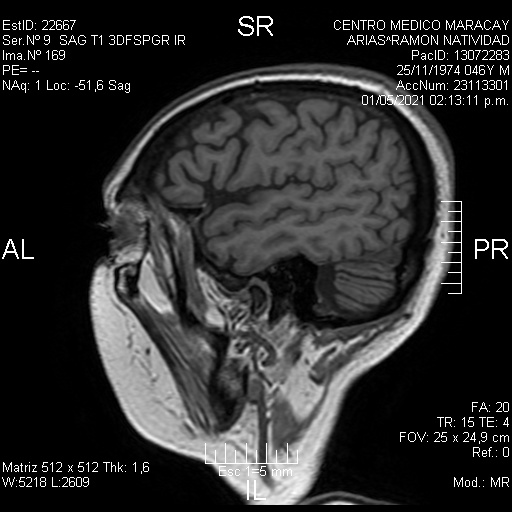 EstID: 22667
Ser.Nº 9 SAG T1 3DFSPGR IR
Ima.Nº 169
PE= --
NAq: 1 Loc: -51,6 Sag
SR
CENTRO MEDICO MARACAY
ARIAS^RAMON NATIVIDAD
PacID: 13072283
25/11/1974 046Y M
AccNum: 23113301
01/05/2021 02:13:11 p.m.
AL
PR
FA: 20
TR: 15 TE: 4
FOV: 25 x 24,9 cm
Ref.: 0
Matriz 512 x 512 Thk: 1,6
W:5218 L:2609
Esc 1=5 mm
IL
Mod.: MR